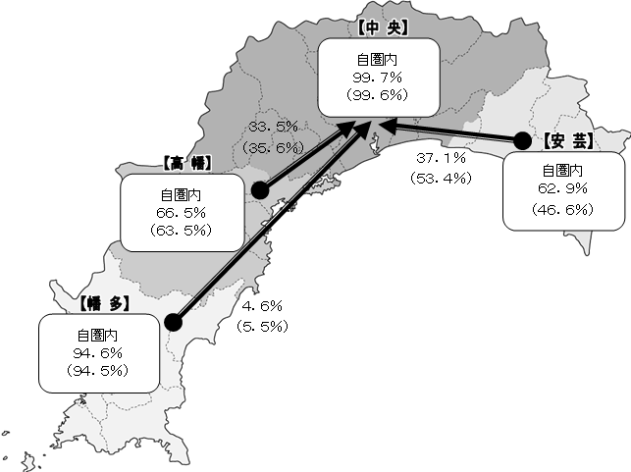 【中 央】
自圏内
99.7%
(99.6%)
33.5%
(35.6%)
【高 幡】
自圏内
66.5%
(63.5%)
37.1%
(53.4%)
【安 芸】
自圏内
62.9%
(46.6%)
4.6%
(5.5%)
【幡 多】
自圏内
94.6%
(94.5%)